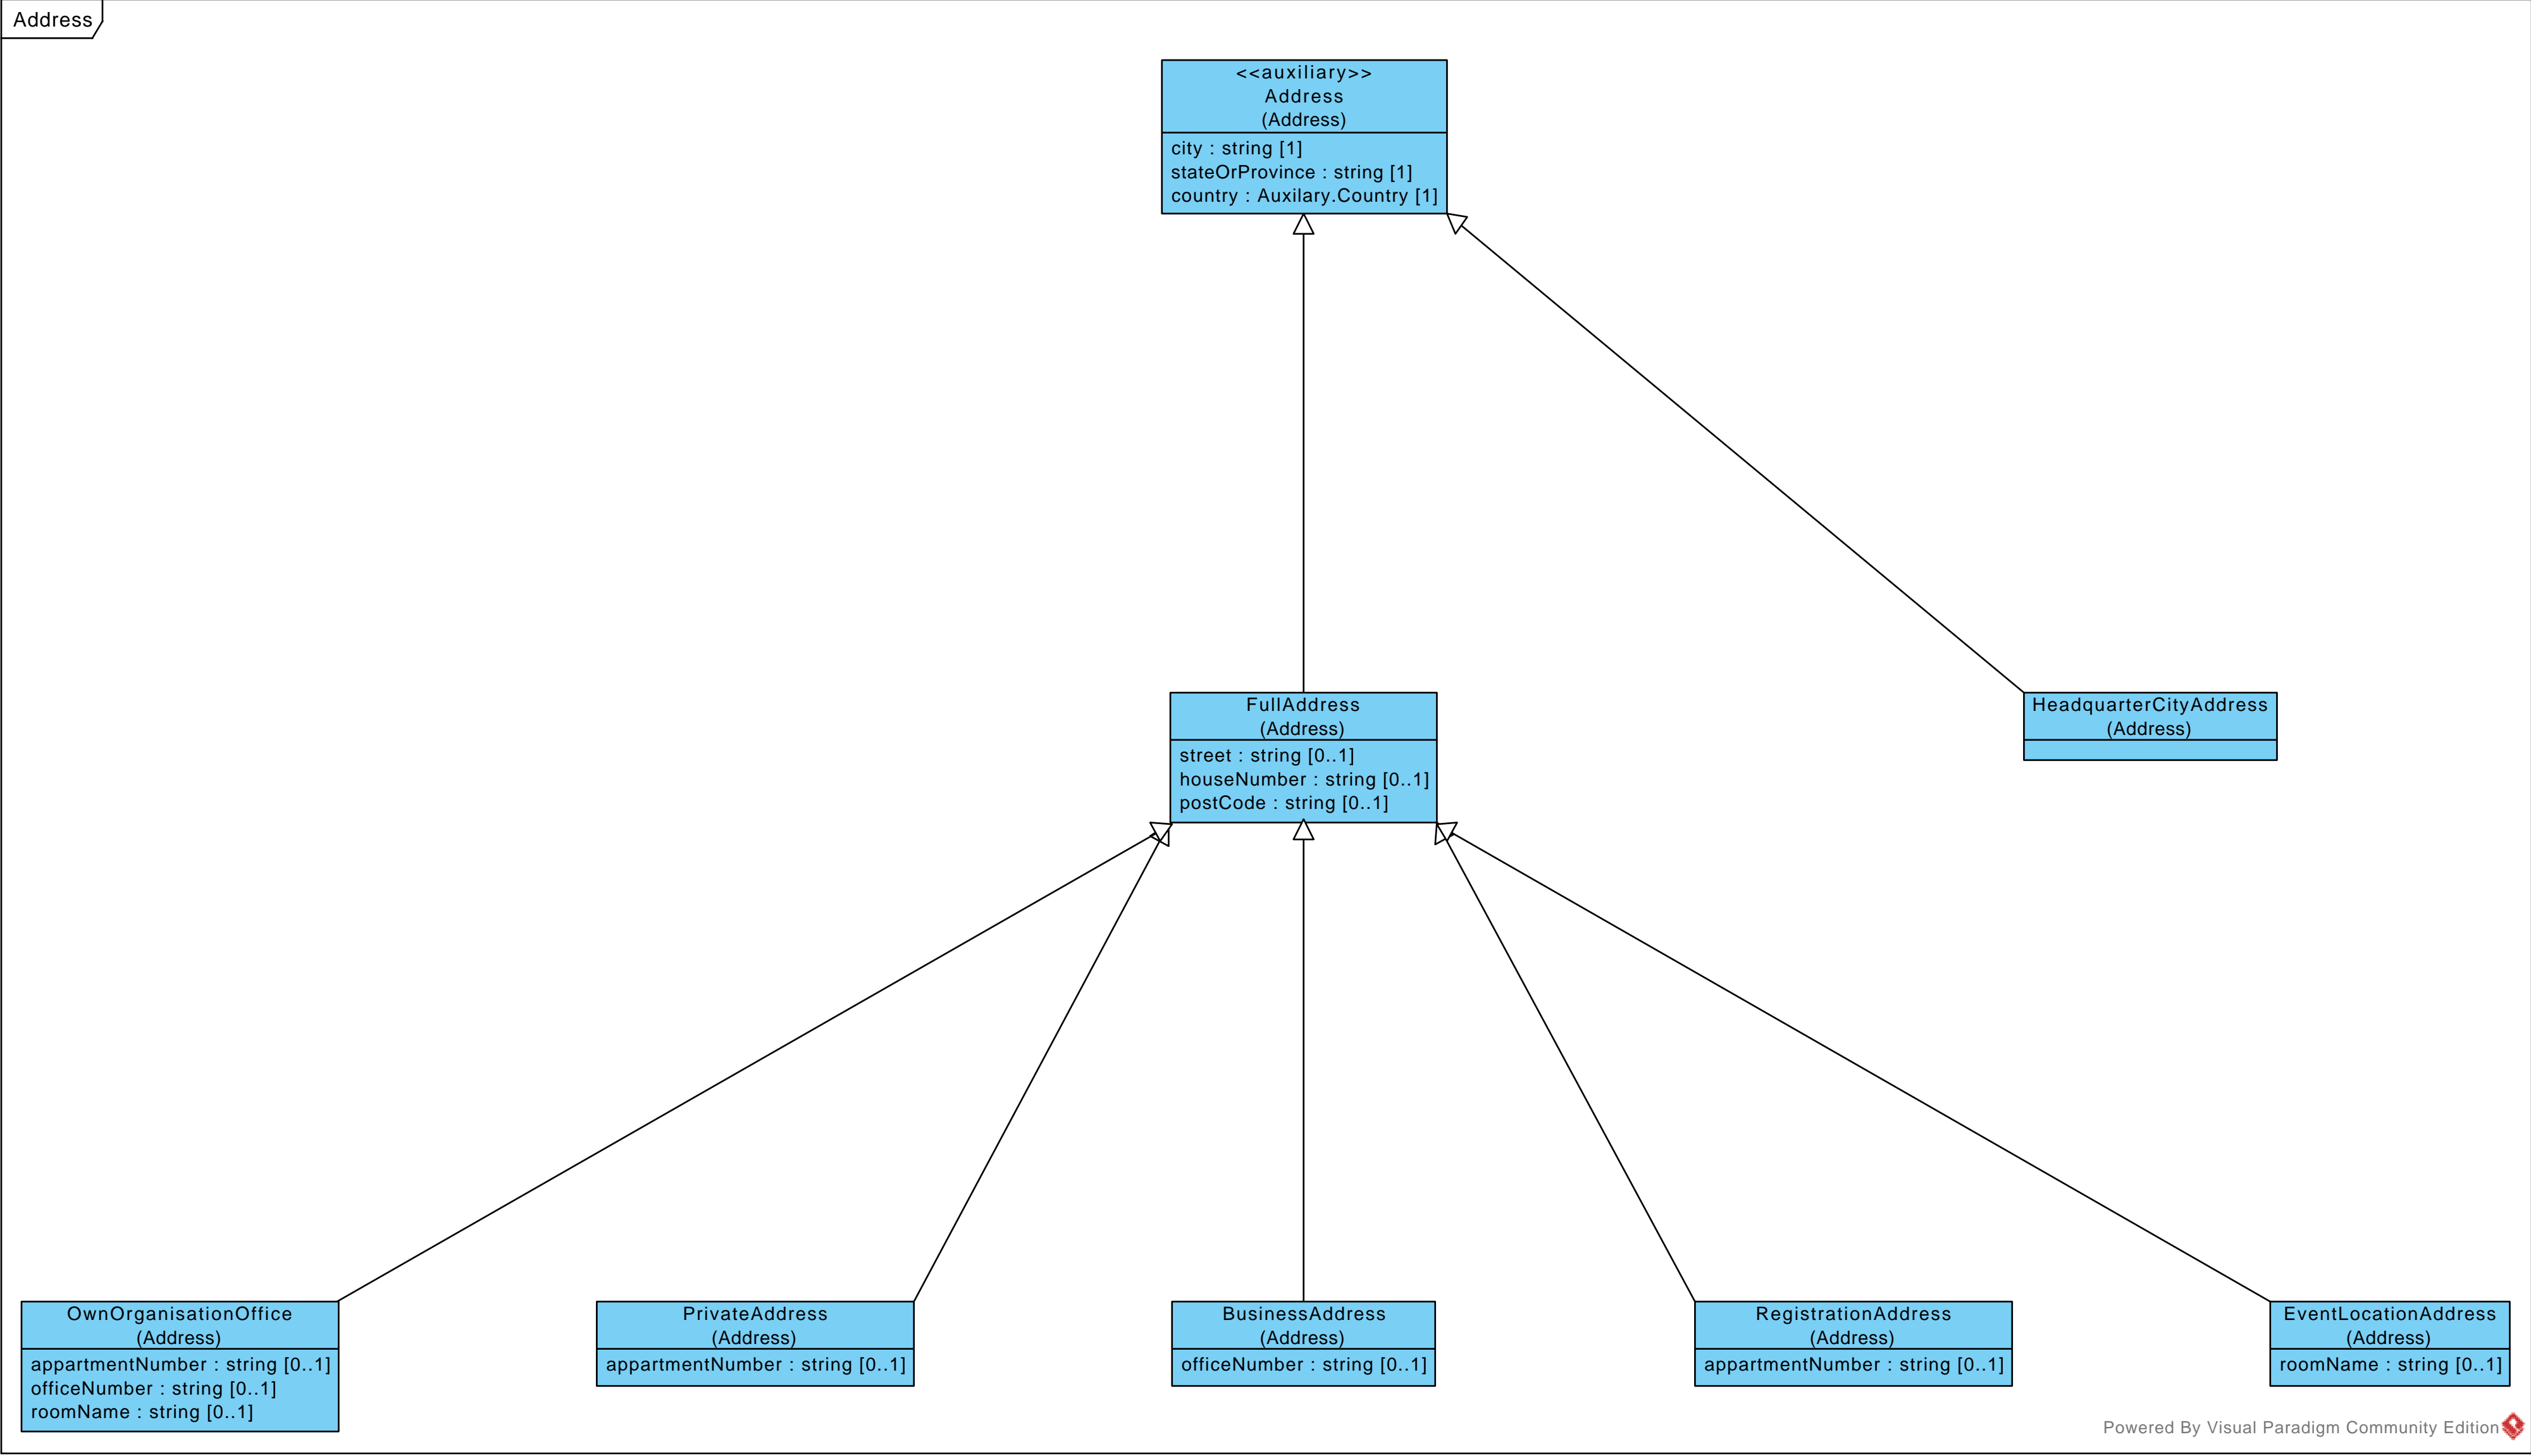 Address
<<auxiliary>>
Address
(Address)
city : string [1]
stateOrProvince : string [1]
country : Auxilary.Country [1]
FullAddress
(Address)
street : string [0..1]
houseNumber : string [0..1]
postCode : string [0..1]
HeadquarterCityAddress
(Address)
OwnOrganisationOffice
(Address)
appartmentNumber : string [0..1]
officeNumber : string [0..1]
roomName : string [0..1]
PrivateAddress
(Address)
appartmentNumber : string [0..1]
BusinessAddress
(Address)
officeNumber : string [0..1]
RegistrationAddress
(Address)
appartmentNumber : string [0..1]
EventLocationAddress
(Address)
roomName : string [0..1]
Powered By Visual Paradigm Community Edition